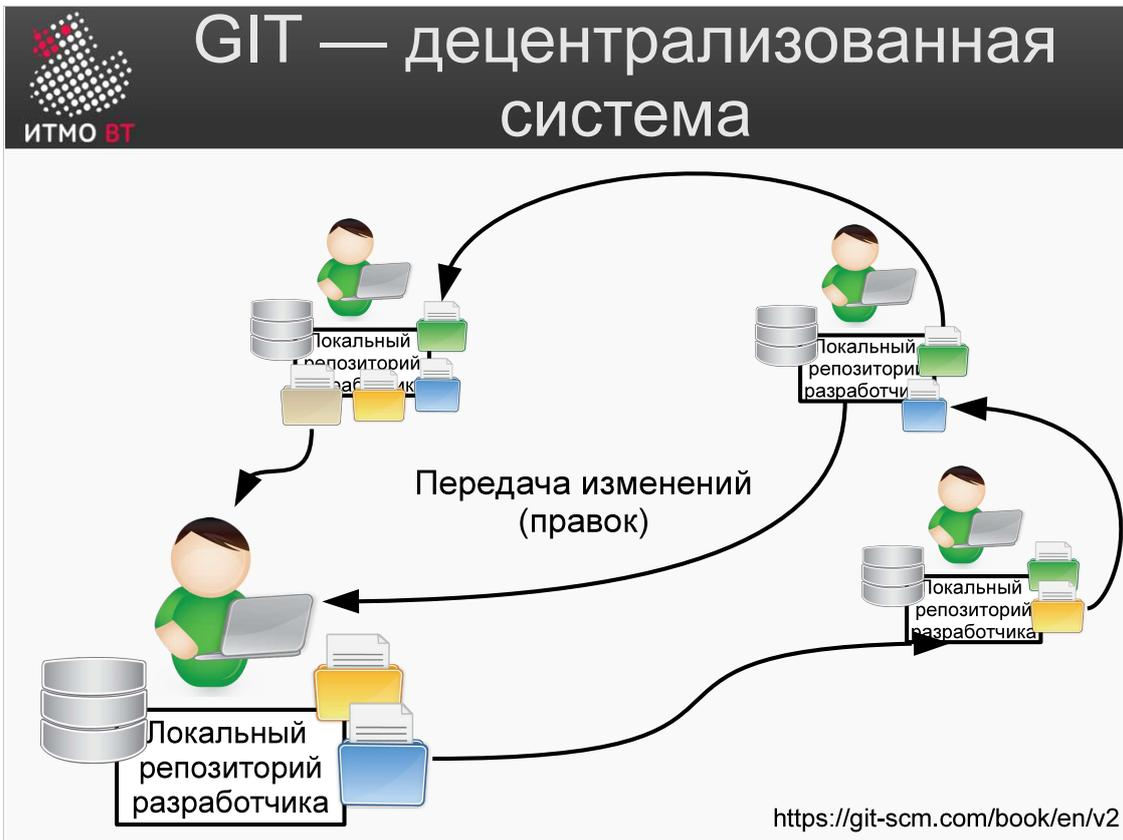 GIT — децентрализованная
система
ИТМО ВТ
Локальный
репозиторий
Локальный
репозиторий
Передача изменений
(правок)
Локальный
репозиторий
разработчика
Локальный
репозиторий
разработчика
https://git-scm.com/book/en/v2